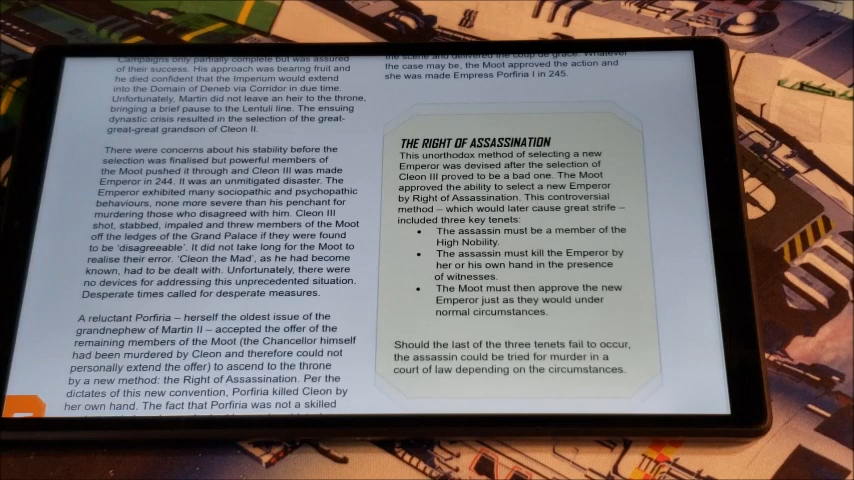 Campaigns only partially complete but was assured
of their success. His approach was bearing fruit and
he died confident that the Imperium would extend
into the Domain of Deneb via Corridor in due time.
Unfortunately, Martin did not leave an heir to the throne,
bringing a brief pause to the Lentuli line. The ensuing
dynastic crisis resulted in the selection of the great-
great-great grandson of Cleon II.
There were concerns about his stability before the
selection was finalised but powerful members of
the Moot pushed it through and Cleon III was made
Emperor in 244. It was an unmitigated disaster. The
Emperor exhibited many sociopathic and psychopathic
behaviours, none more severe than his penchant for
murdering those who disagreed with him. Cleon III
shot, stabbed, impaled and threw members of the Moot
off the ledges of the Grand Palace if they were found
to be ‘disagreeable’. It did not take long for the Moot to
realise their error. ‘Cleon the Mad’, as he had become
known, had to be dealt with. Unfortunately, there were
no devices for addressing this unprecedented situation.
Desperate times called for desperate measures.
A reluctant Porfiria – herself the oldest issue of the
grandnephew of Martin II – accepted the offer of the
remaining members of the Moot (the Chancellor himself
had been murdered by Cleon and therefore could not
personally extend the offer) to ascend to the throne
by a new method: the Right of Assassination. Per the
dictates of this new convention, Porfiria killed Cleon by
her own hand. The fact that Porfiria was not a skilled
the scene and delivered the coup de grace. Whatever
the case may be, the Moot approved the action and
she was made Empress Porfiria I in 245.
THE RIGHT OF ASSASSINATION
This unorthodox method of selecting a new
Emperor was devised after the selection of
Cleon III proved to be a bad one. The Moot
approved the ability to select a new Emperor
by Right of Assassination. This controversial
method – which would later cause great strife –
included three key tenets:
• The assassin must be a member of the
High Nobility.
• The assassin must kill the Emperor by
her or his own hand in the presence
of witnesses.
• The Moot must then approve the new
Emperor just as they would under
normal circumstances.
Should the last of the three tenets fail to occur,
the assassin could be tried for murder in a
court of law depending on the circumstances.